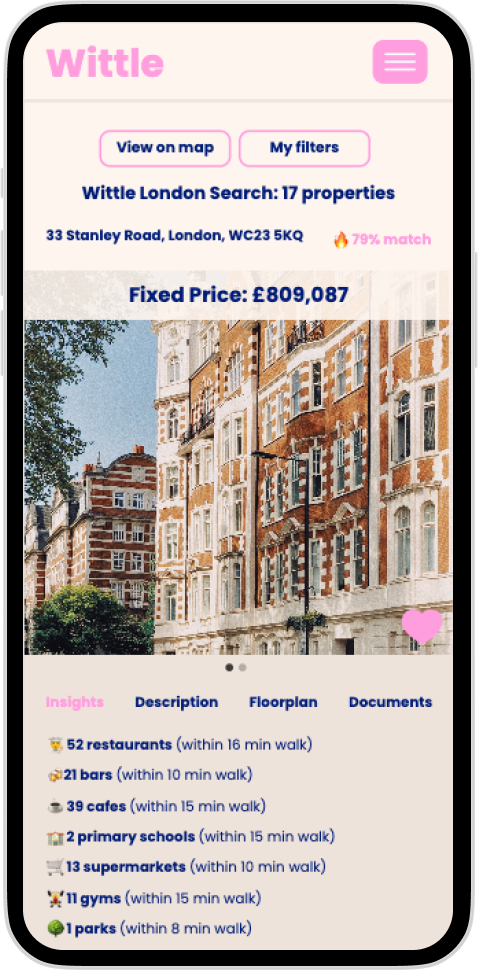 Wittle
View on map
My filters
Wittle London Search: 17 properties
33 Stanley Road, London, WC23 5KQ
🔥 79% match
Fixed Price: £809,087
Insights
Description
Floorplan
Documents
52 restaurants (within 16 min walk)
21 bars (within 10 min walk)
39 cafes (within 15 min walk)
2 primary schools (within 15 min walk)
13 supermarkets (within 10 min walk)
11 gyms (within 15 min walk)
1 parks (within 8 min walk)